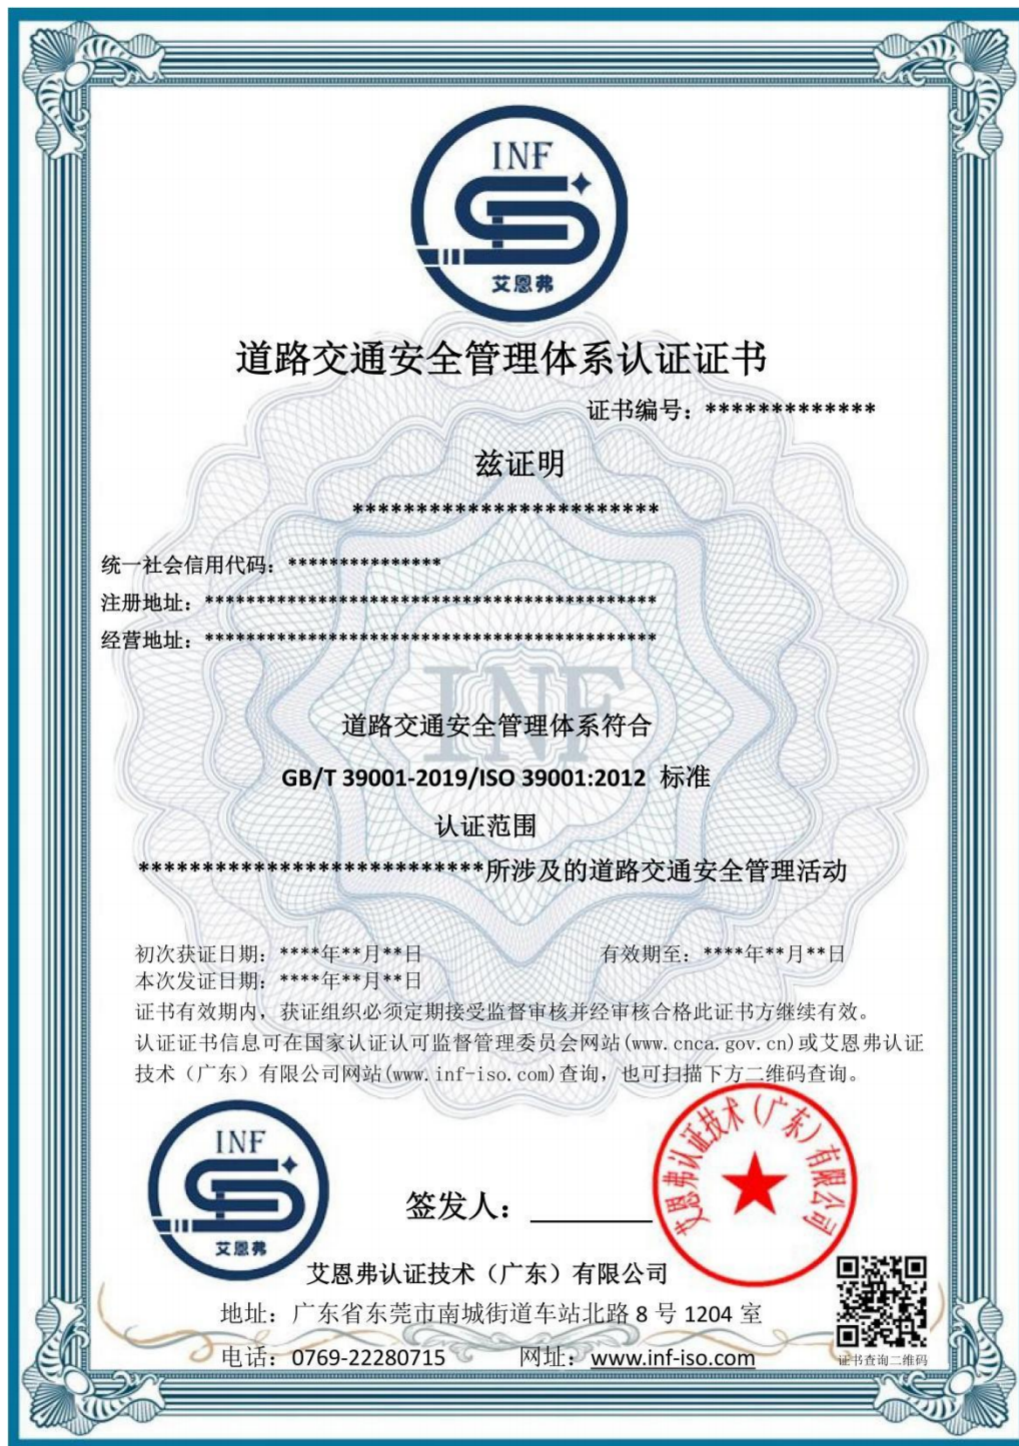 INF
艾恩弗
道路交通安全管理体系认证证书
证书编号：*************
兹证明
************************
统一社会信用代码：***************
注册地址：********************************************
经营地址：********************************************
INF
道路交通安全管理体系符合
GB/T 39001-2019/ISO 39001:2012 标准
认证范围
***************************所涉及的道路交通安全管理活动
初次获证日期：****年**月**日 有效期至：****年**月**日
本次发证日期：****年**月**日
证书有效期内，获证组织必须定期接受监督审核并经审核合格此证书方继续有效。
认证证书信息可在国家认证认可监督管理委员会网站(www.cnca.gov.cn)或艾恩弗认证
技术（广东）有限公司网站(www.inf-iso.com)查询，也可扫描下方二维码查询。
INF
艾恩弗
签发人：
艾恩弗认证技术（广东）有限公司
艾恩弗认证技术（广东）有限公司
地址：广东省东莞市南城街道车站北路 8 号 1204 室
电话：0769-22280715 网址：www.inf-iso.com
证书查询二维码